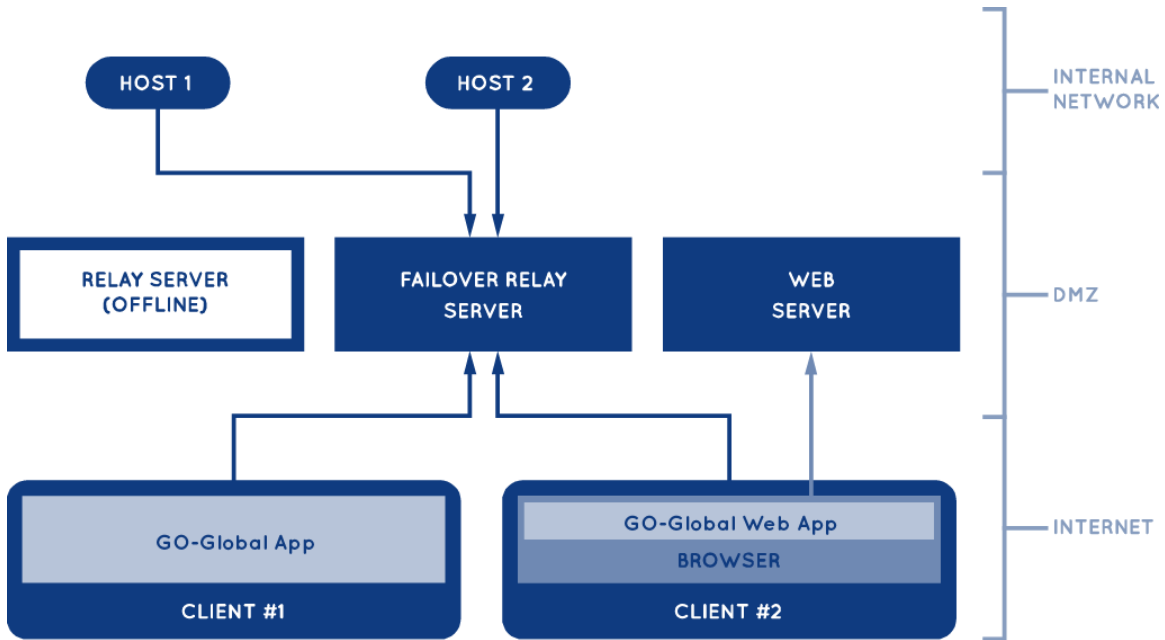 HOST 1
HOST 2
INTERNAL
NETWORK
RELAY SERVER
(OFFLINE)
FAILOVER RELAY
SERVER
WEB
SERVER
DMZ
GO-Global App
CLIENT #1
GO-Global Web App
BROWSER
CLIENT #2
INTERNET